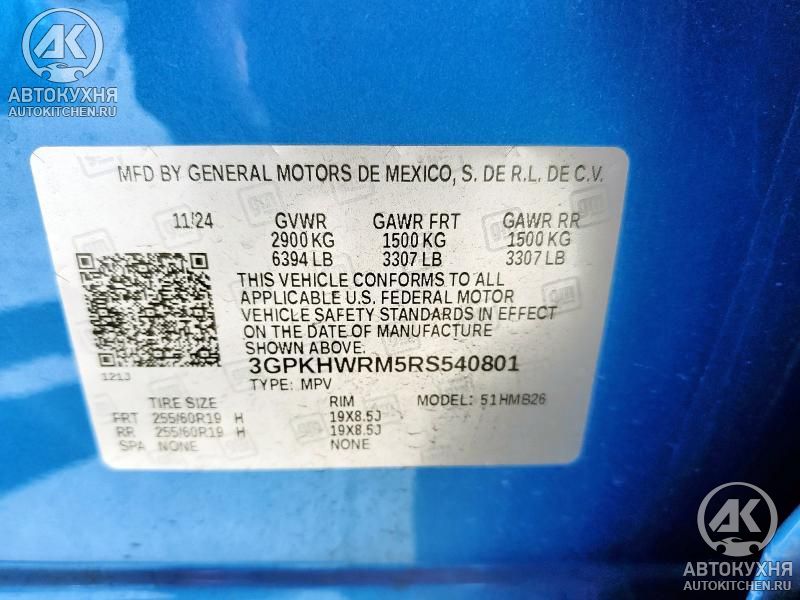 AK
АВТОКУХНЯ
AUTOKITCHEN.RU
MFD BY GENERAL MOTORS DE MEXICO, S. DE R.L. DE C.V.
11/24 GVWR GAWR FRT GAWR RR
2900 KG 1500 KG 1500 KG
6394 LB 3307 LB 3307 LB
THIS VEHICLE CONFORMS TO ALL
APPLICABLE U.S. FEDERAL MOTOR
VEHICLE SAFETY STANDARDS IN EFFECT
ON THE DATE OF MANUFACTURE
SHOWN ABOVE.
3GPKHWRM5RS540801
121J
TYPE: MPV
TIRE SIZE RIM MODEL: 51HMB26
FRT 255/60R19 H 19X8.5J
RR 255/60R19 H 19X8.5J
SPA NONE NONE
AK
АВТОКУХНЯ
AUTOKITCHEN.RU